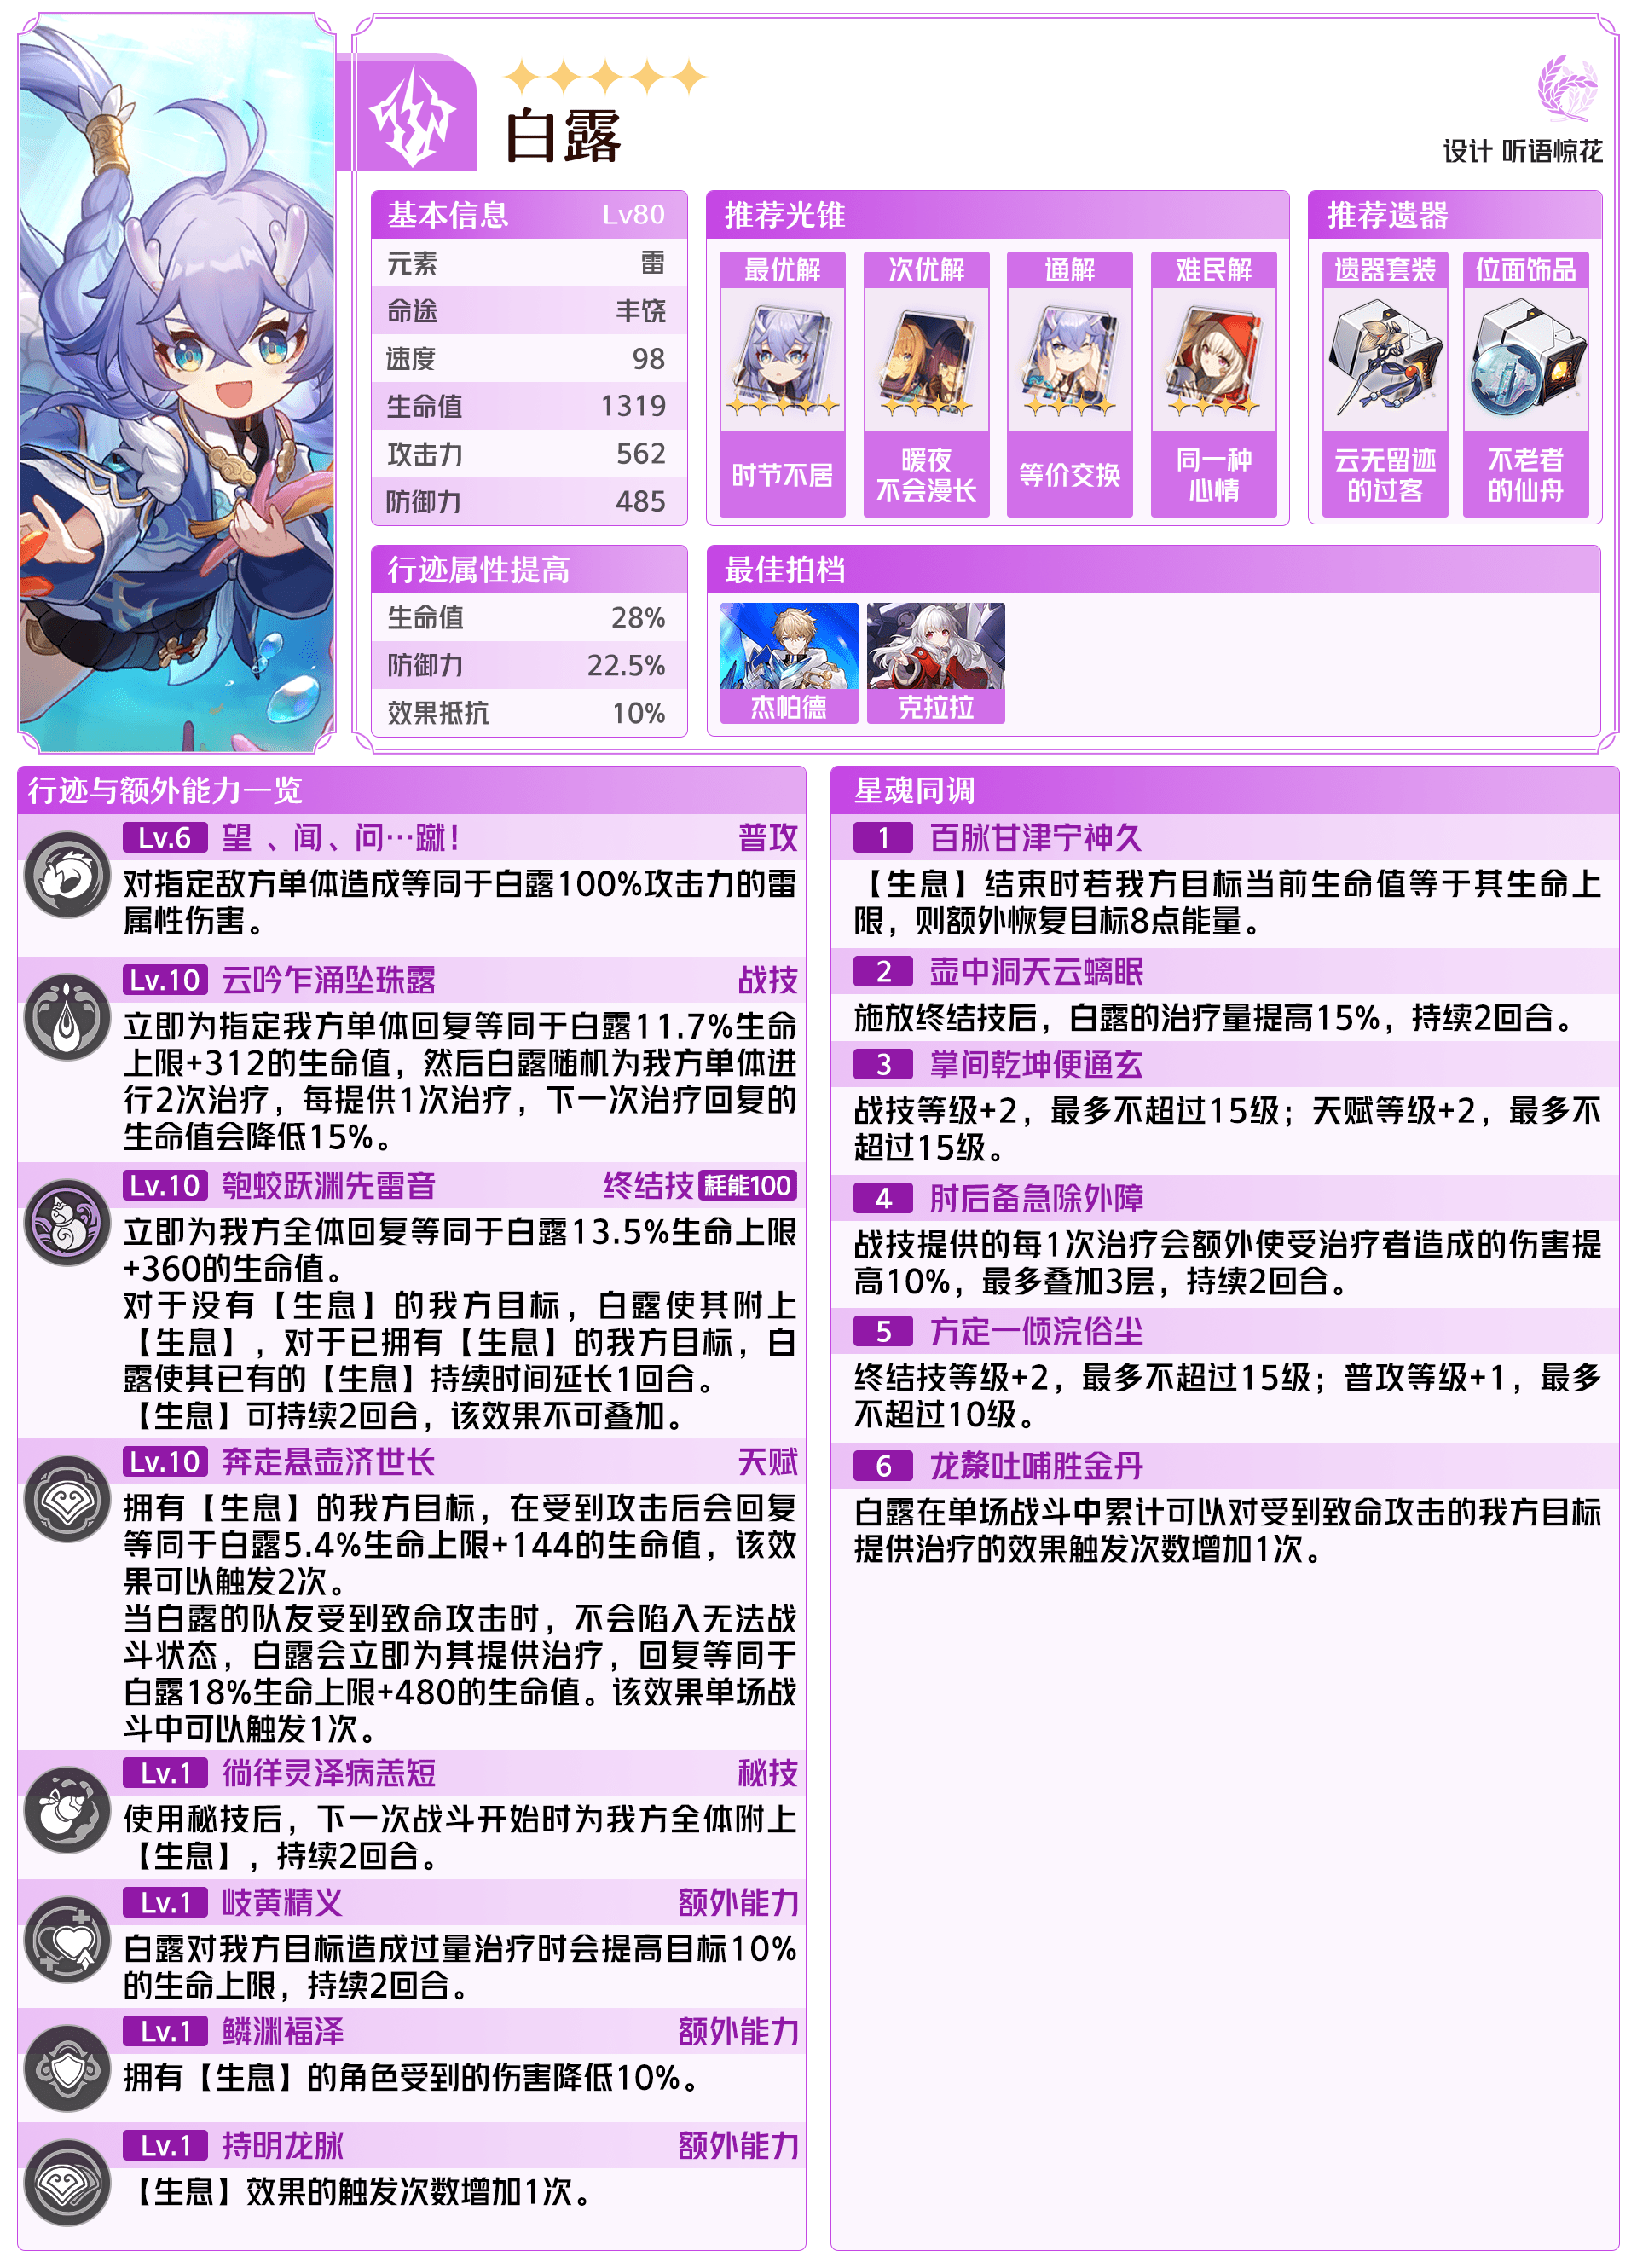 白露
设计 听语惊花
基本信息 Lv80
元素 雷
命途 丰饶
速度 98
生命值 1319
攻击力 562
防御力 485
推荐光锥
最优解 次优解 通解 难民解
时节不居
暖夜
不会漫长
等价交换
同一种
心情
推荐遗器
遗器套装 位面饰品
云无留迹
的过客
不老者
的仙舟
行迹属性提高
生命值 28%
防御力 22.5%
效果抵抗 10%
最佳拍档
杰帕德 克拉拉
行迹与额外能力一览
Lv.6 望、闻、问…蹴! 普攻
对指定敌方单体造成等同于白露100%攻击力的雷
属性伤害。
Lv.10 云吟乍涌坠珠露 战技
立即为指定我方单体回复等同于白露11.7%生命
上限+312的生命值，然后白露随机为我方单体进
行2次治疗，每提供1次治疗，下一次治疗回复的
生命值会降低15%。
Lv.10 匏蛟跃渊先雷音 终结技 耗能100
立即为我方全体回复等同于白露13.5%生命上限
+360的生命值。
对于没有【生息】的我方目标，白露使其附上
【生息】，对于已拥有【生息】的我方目标，白
露使其已有的【生息】持续时间延长1回合。
【生息】可持续2回合，该效果不可叠加。
Lv.10 奔走悬壶济世长 天赋
拥有【生息】的我方目标，在受到攻击后会回复
等同于白露5.4%生命上限+144的生命值，该效
果可以触发2次。
当白露的队友受到致命攻击时，不会陷入无法战
斗状态，白露会立即为其提供治疗，回复等同于
白露18%生命上限+480的生命值。该效果单场战
斗中可以触发1次。
Lv.1 徜徉灵泽病恙短 秘技
使用秘技后，下一次战斗开始时为我方全体附上
【生息】，持续2回合。
Lv.1 岐黄精义 额外能力
白露对我方目标造成过量治疗时会提高目标10%
的生命上限，持续2回合。
Lv.1 鳞渊福泽 额外能力
拥有【生息】的角色受到的伤害降低10%。
Lv.1 持明龙脉 额外能力
【生息】效果的触发次数增加1次。
星魂同调
1 百脉甘津宁神久
【生息】结束时若我方目标当前生命值等于其生命上
限，则额外恢复目标8点能量。
2 壶中洞天云螭眠
施放终结技后，白露的治疗量提高15%，持续2回合。
3 掌间乾坤便通玄
战技等级+2，最多不超过15级；天赋等级+2，最多不
超过15级。
4 肘后备急除外障
战技提供的每1次治疗会额外使受治疗者造成的伤害提
高10%，最多叠加3层，持续2回合。
5 方定一倾浣俗尘
终结技等级+2，最多不超过15级；普攻等级+1，最多
不超过10级。
6 龙漦吐哺胜金丹
白露在单场战斗中累计可以对受到致命攻击的我方目标
提供治疗的效果触发次数增加1次。